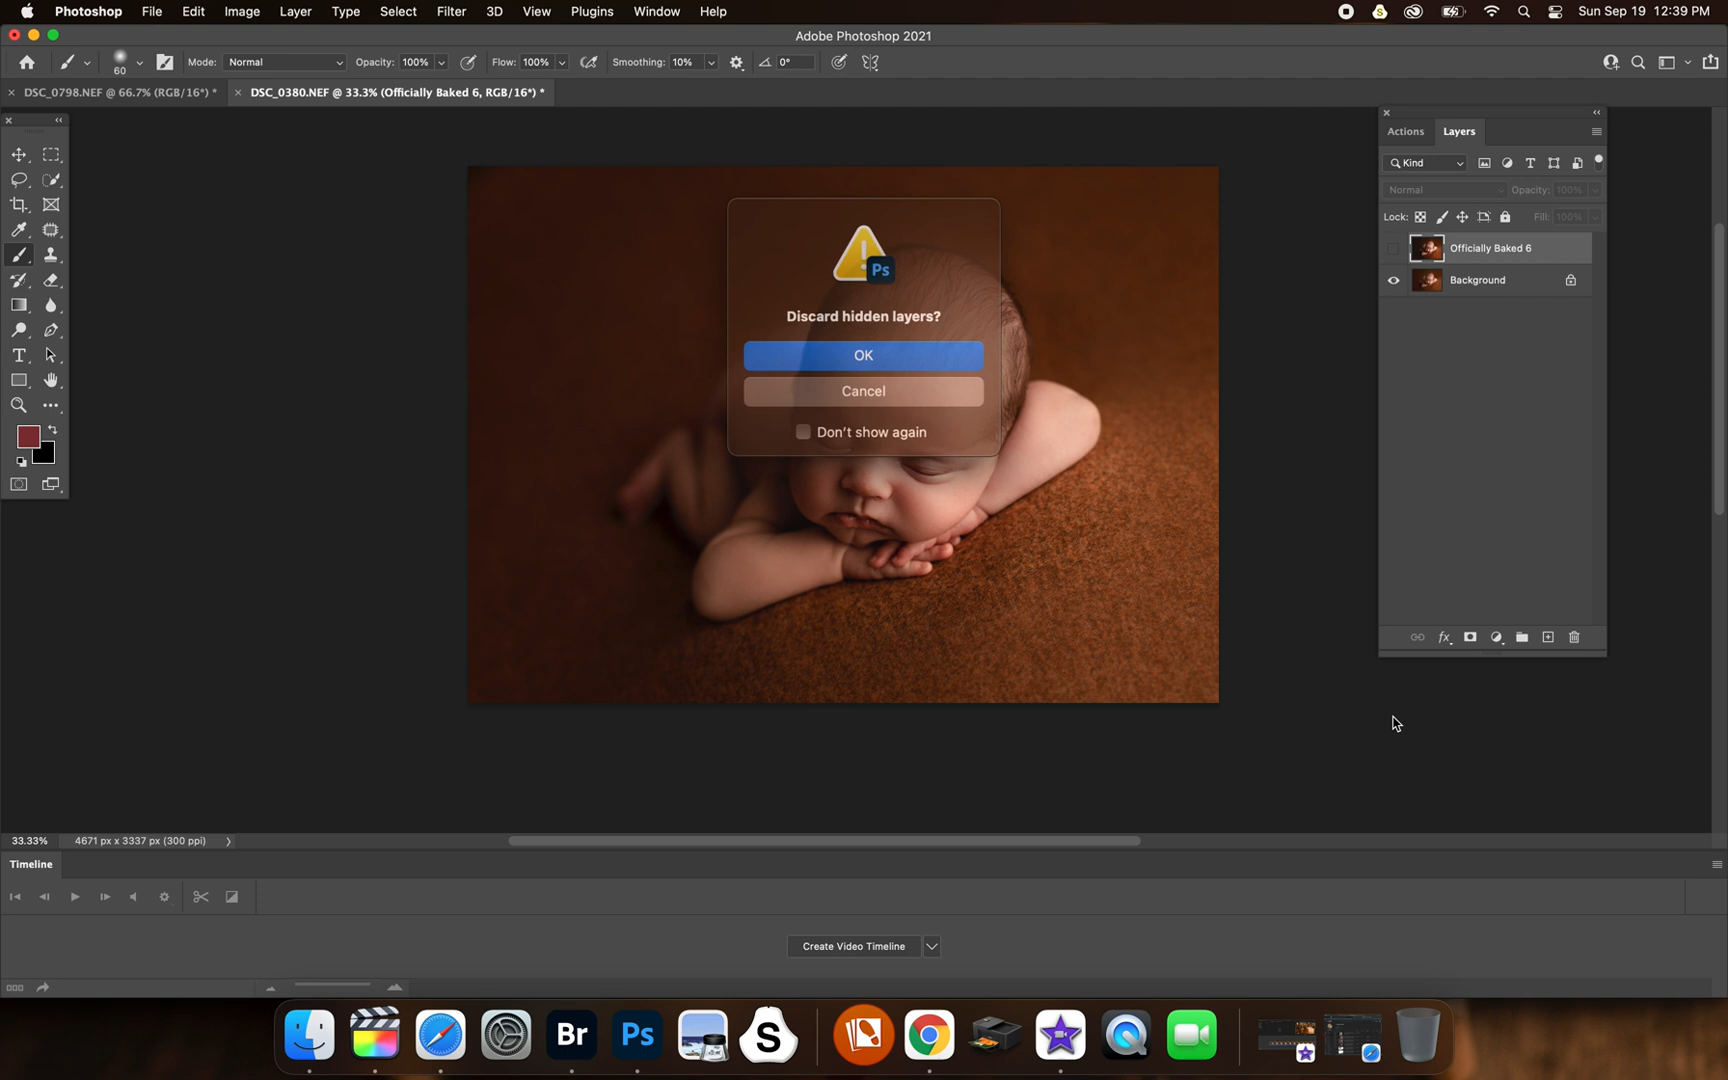 Photoshop File Edit Image Layer Type Select Filter 3D View Plugins Window Help S Sun Sep 19 12:39 PM
Adobe Photoshop 2021
60 Mode: Normal Opacity: 100% Flow: 100% Smoothing: 10% 0°
× DSC_0798.NEF @ 66.7% (RGB/16*) * × DSC_0380.NEF @ 33.3% (Officially Baked 6, RGB/16*) *
Actions Layers
Kind
Normal Opacity: 100%
Lock: Fill: 100%
Officially Baked 6
Background
Ps
Discard hidden layers?
OK
Cancel
Don't show again
T
33.33% 4671 px x 3337 px (300 ppi)
Timeline
Create Video Timeline
Br Ps S